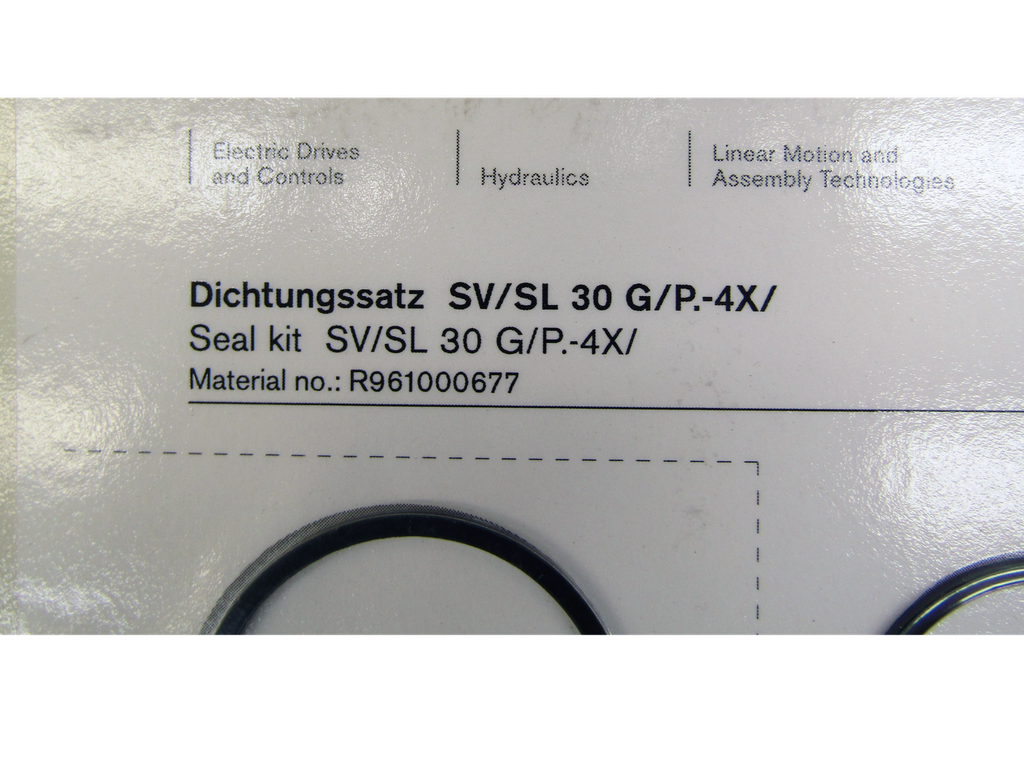 Electric Drives
and Controls
Hydraulics
Linear Motion and
Assembly Technologies
Dichtungssatz SV/SL 30 G/P.-4X/
Seal kit SV/SL 30 G/P.-4X/
Material no.: R961000677